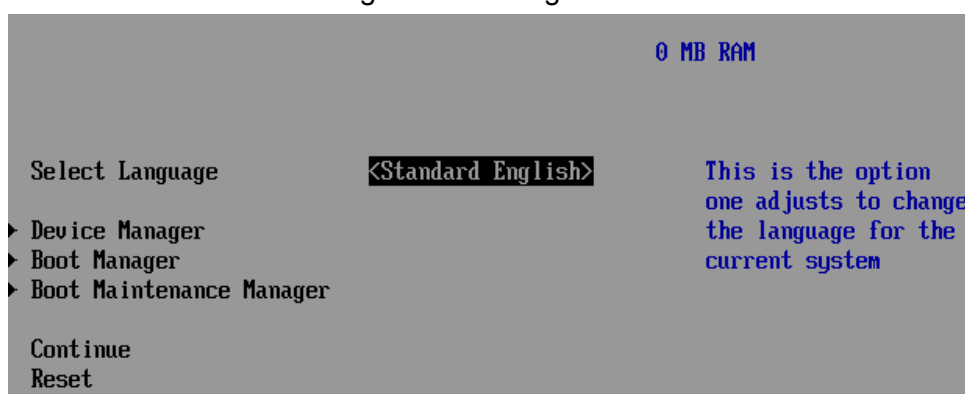 0 MB RAM
Select Language <Standard English> This is the option
one adjusts to change
Device Manager the language for the
Boot Manager current system
Boot Maintenance Manager
Continue
Reset